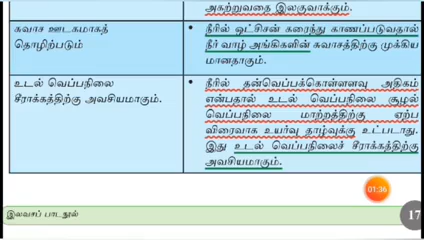 அகற்றுவதை இலகுவாக்கும்.
சுவாச ஊடகமாகத்
தொழிற்படும்
• நீரில் ஒட்சிசன் கரைந்து காணப்படுவதால்
நீர் வாழ் அங்கிகளின் சுவாசத்திற்கு முக்கிய
மானதாகும்.
உடல் வெப்பநிலை
சீராக்கத்திற்கு அவசியமாகும்.
• நீரில் தன்வெப்பக்கொள்ளளவு அதிகம்
என்பதால் உடல் வெப்பநிலை சூழல்
வெப்பநிலை மாற்றத்திற்கு ஏற்ப
விரைவாக உயர்வு தாழ்வுக்கு உட்படாது.
இது உடல் வெப்பநிலைச் சீராக்கத்திற்கு
அவசியமாகும்.
01:36
இலவசப் பாடநூல்
17